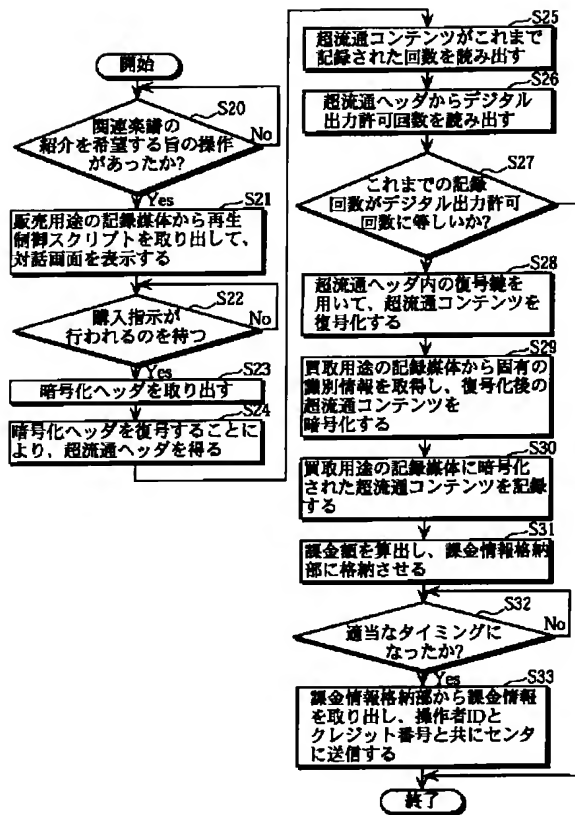 開始
S20
関連楽譜の
紹介を希望する旨の操作
があったか?
No
Yes
S21
販売用途の記録媒体から再生
制御スクリプトを取り出して、
対話画面を表示する
S22
購入指示が
行われるのを待つ
No
Yes
S23
暗号化ヘッダを取り出す
S24
暗号化ヘッダを復号することに
より、超流通ヘッダを得る
S25
超流通コンテンツがこれまで
記録された回数を読み出す
S26
超流通ヘッダからデジタル
出力許可回数を読み出す
S27
これまでの記録
回数がデジタル出力許可
回数に等しいか?
S28
超流通ヘッダ内の復号鍵を
用いて、超流通コンテンツを
復号化する
S29
買取用途の記録媒体から固有の
識別情報を取得し、復号化後の
超流通コンテンツを
暗号化する
S30
買取用途の記録媒体に暗号化
された超流通コンテンツを記録
する
S31
課金額を算出し、課金情報格納
部に格納させる
S32
適当なタイミングに
なったか?
No
Yes
S33
課金情報格納部から課金情報
を取り出し、操作者IDと
クレジット番号と共にセンタ
に送信する
終了